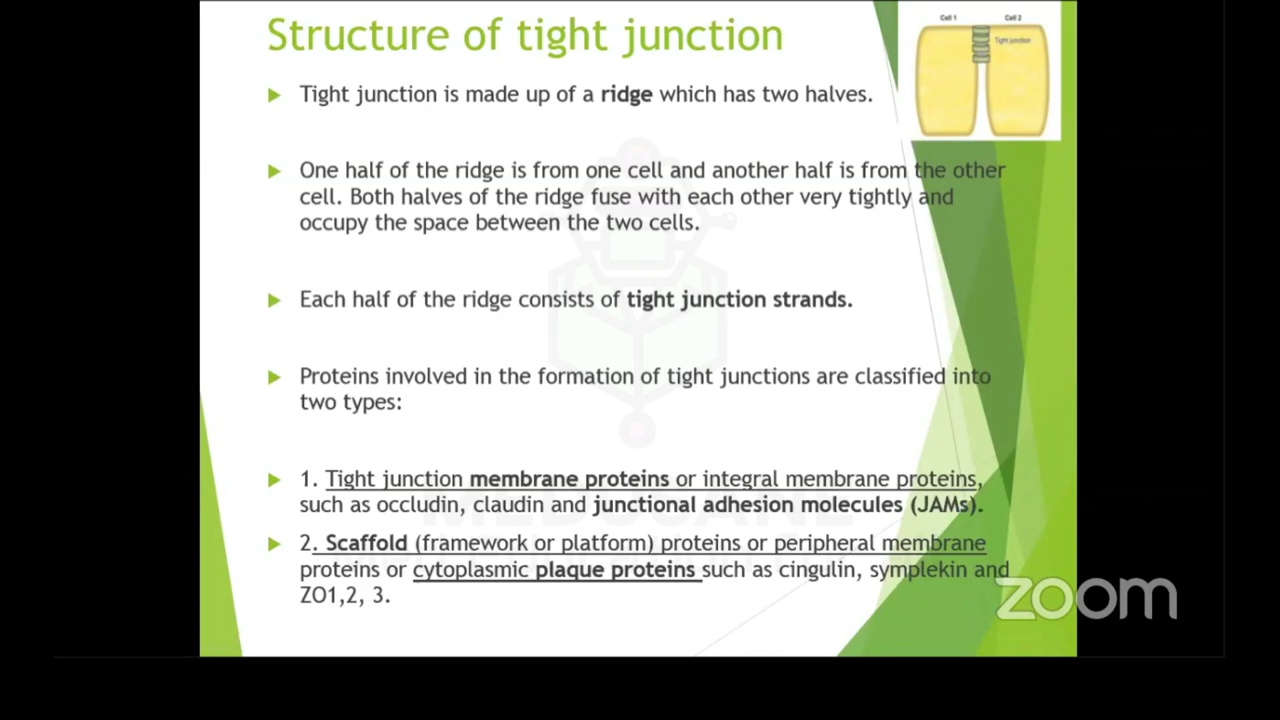 Structure of tight junction
Cell 1
Cell 2
Tight junction
Tight junction is made up of a ridge which has two halves.
One half of the ridge is from one cell and another half is from the other
cell. Both halves of the ridge fuse with each other very tightly and
occupy the space between the two cells.
Each half of the ridge consists of tight junction strands.
Proteins involved in the formation of tight junctions are classified into
two types:
1. Tight junction membrane proteins or integral membrane proteins,
such as occludin, claudin and junctional adhesion molecules (JAMs).
2. Scaffold (framework or platform) proteins or peripheral membrane
proteins or cytoplasmic plaque proteins such as cingulin, symplekin and
ZO1,2, 3.
zoom